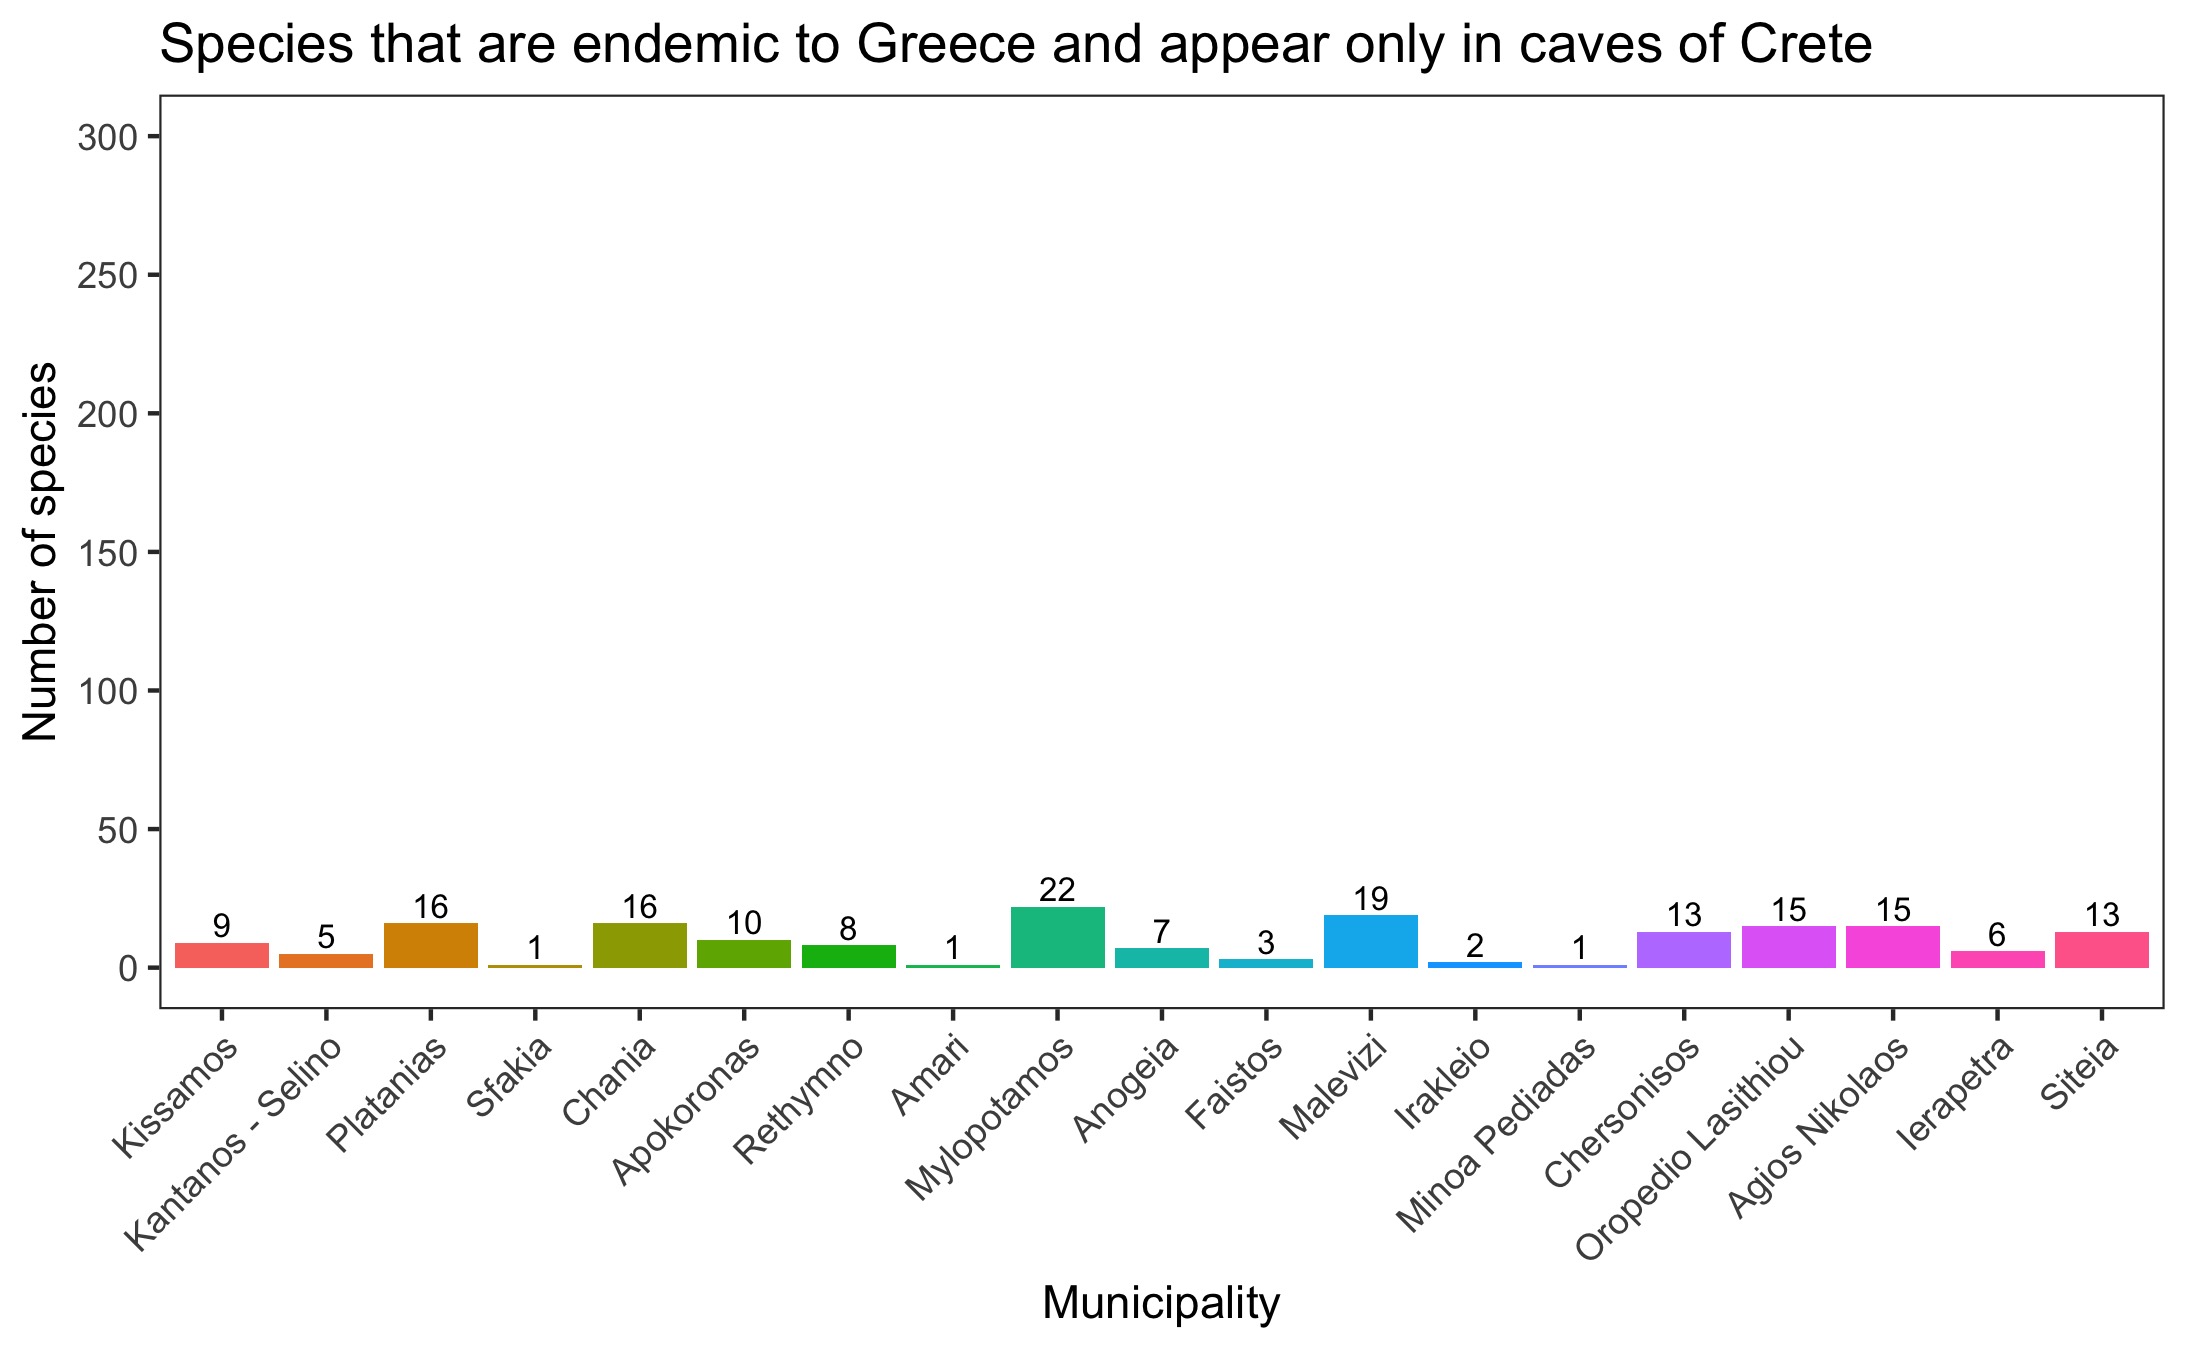 Species that are endemic to Greece and appear only in caves of Crete
Number of species
300
250
200
150
100
50
0
9
5
16
1
16
10
8
1
22
7
3
19
2
1
13
15
15
6
13
Kissamos
Kantanos - Selino
Platanias
Sfakia
Chania
Apokoronas
Rethymno
Amari
Mylopotamos
Anogeia
Faistos
Malevizi
Irakleio
Minoa Pediadas
Chersonisos
Oropedio Lasithiou
Agios Nikolaos
Ierapetra
Siteia
Municipality